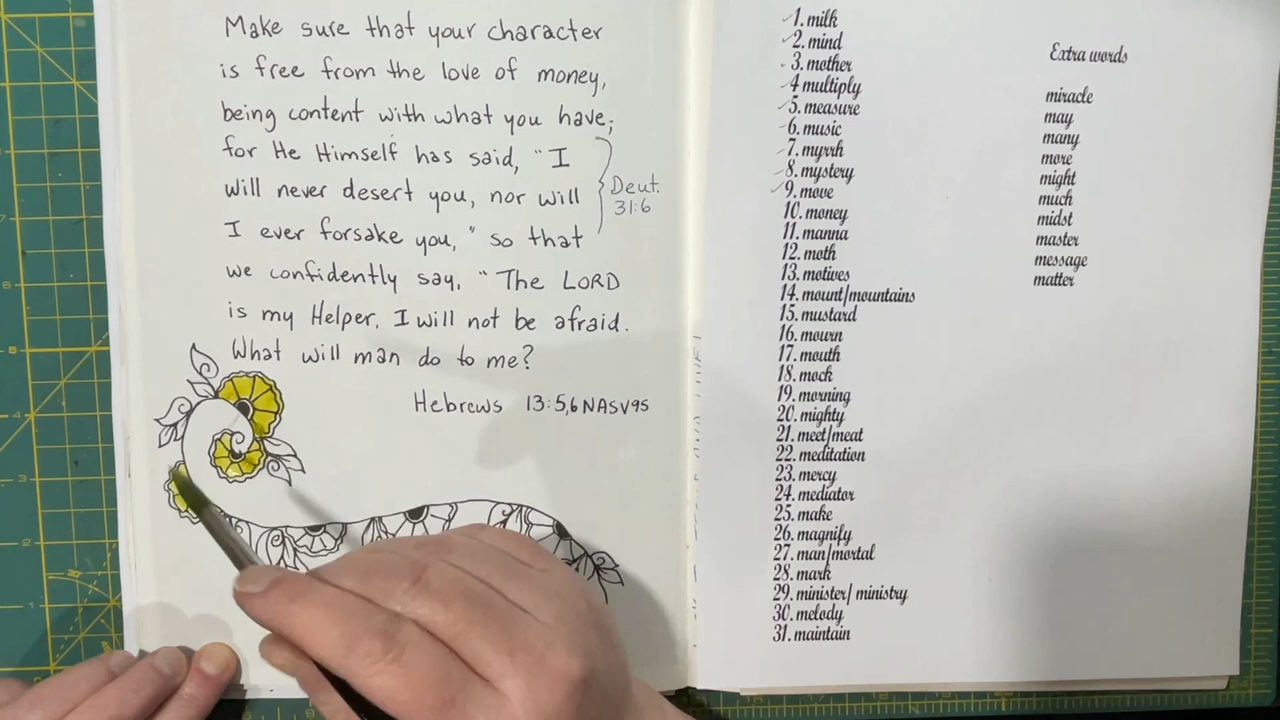 Make sure that your character
is free from the love of money,
being content with what you have;
for He Himself has said, "I
will never desert you, nor will
I ever forsake you," so that
we confidently say, "The LORD
is my Helper, I will not be afraid.
What will man do to me?
Hebrews 13:5,6 NASV95
Deut.
31:6
1. milk
2. mind
3. mother
4 multiply
5. measure
6. music
7. myrrh
8. mystery
9. move
10. money
11. manna
12. moth
13. motives
14. mount/mountains
15. mustard
16. mourn
17. mouth
18. mock
19. morning
20. mighty
21. meet/meat
22. meditation
23. mercy
24. mediator
25. make
26. magnify
27. man/mortal
28. mark
29. minister/ ministry
30. melody
31. maintain
Extra words
miracle
may
many
more
might
much
midst
master
message
matter